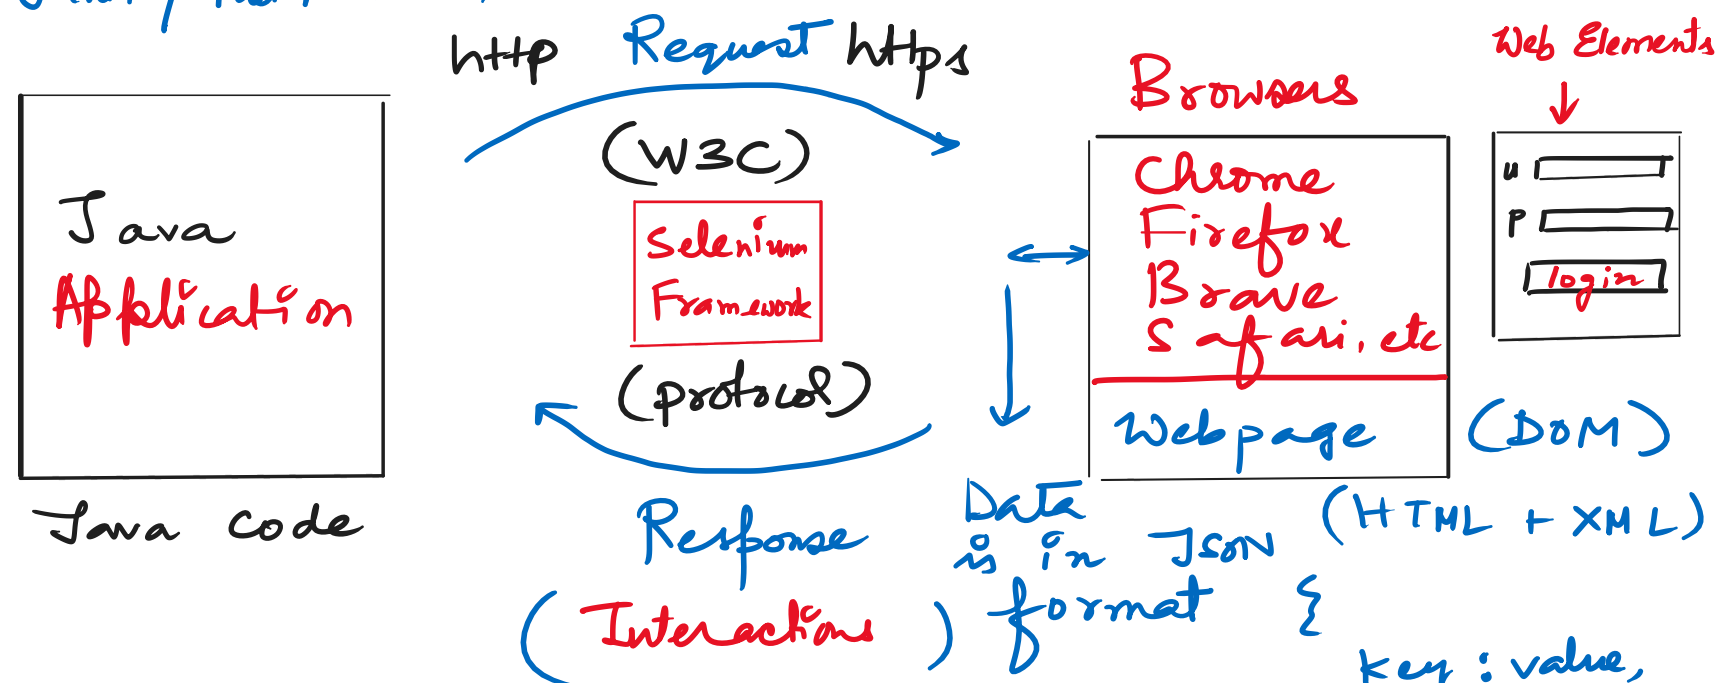 http Request https
Web Elements
Browsers
(W3C)
Java
Application
Selenium
Framework
(protocol)
Chrome
Firefox
Brave
Safari, etc
Webpage
u
p
login
(DOM)
(HTML + XML)
Java code
Response
(Interactions)
Data
is in JSON
format {
key : value,